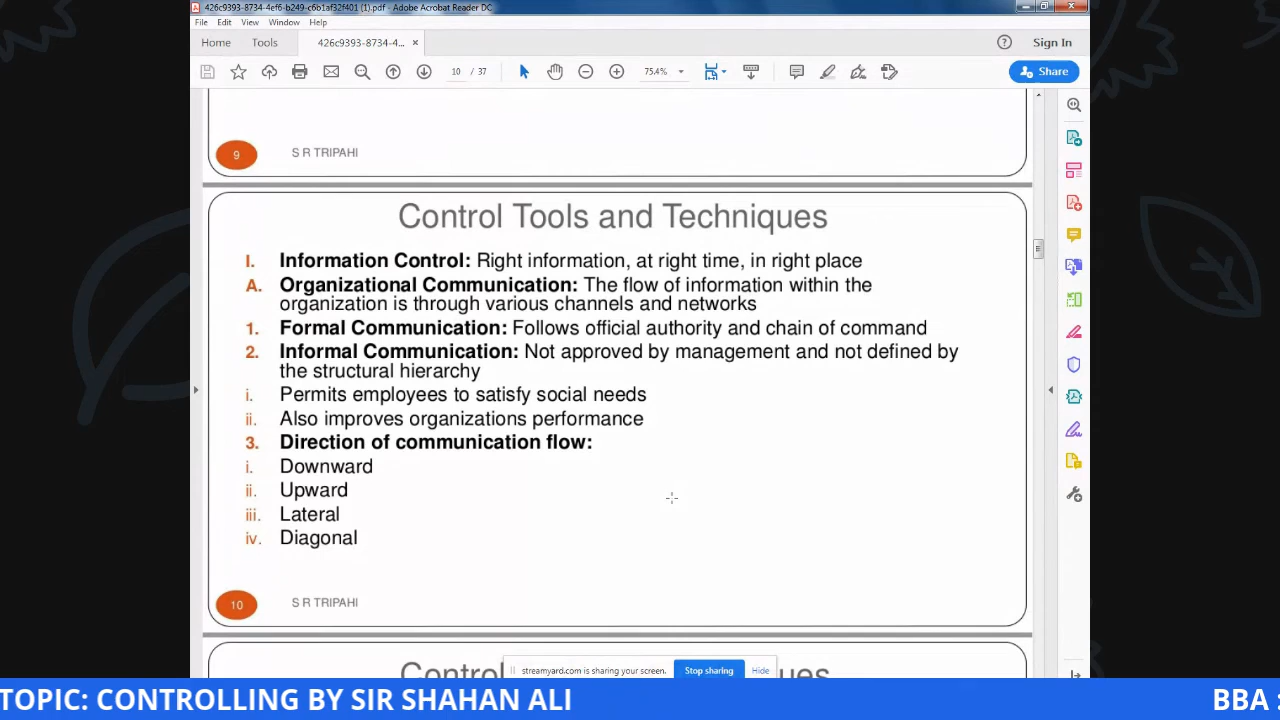 426c9393-8734-4ef6-b249-c6b1af32f401 (1).pdf - Adobe Acrobat Reader DC
File Edit View Window Help
Home Tools 426c9393-8734-4... × Sign In
10 / 37 75.4% Share
9 S R TRIPAHI
Control Tools and Techniques
I. Information Control: Right information, at right time, in right place
A. Organizational Communication: The flow of information within the
organization is through various channels and networks
1. Formal Communication: Follows official authority and chain of command
2. Informal Communication: Not approved by management and not defined by
the structural hierarchy
i. Permits employees to satisfy social needs
ii. Also improves organizations performance
3. Direction of communication flow:
i. Downward
ii. Upward
iii. Lateral
iv. Diagonal
10 S R TRIPAHI
streamyard.com is sharing your screen. Stop sharing Hide
TOPIC: CONTROLLING BY SIR SHAHAN ALI BBA :